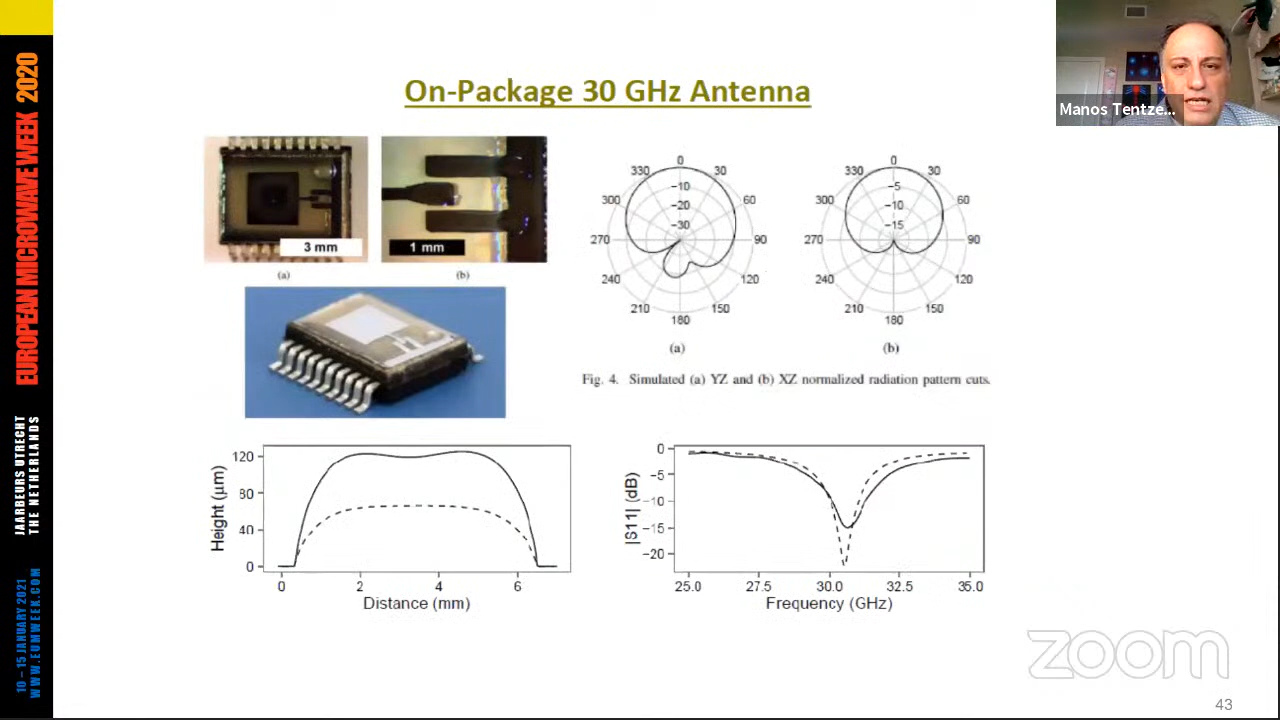 EUROPEAN MICROWAVE WEEK 2020
JAARBEURS UTRECHT
THE NETHERLANDS
10 – 15 JANUARY 2021
WWW.EUMWEEK.COM
On-Package 30 GHz Antenna
Manos Tentze...
3 mm
1 mm
(a)
(b)
0
30
60
90
120
150
180
210
240
270
300
330
−10
−20
−30
(a)
0
30
60
90
120
150
180
210
240
270
300
330
−5
−10
−15
(b)
Fig. 4. Simulated (a) YZ and (b) XZ normalized radiation pattern cuts.
Height (μm)
120
80
40
0
0 2 4 6
Distance (mm)
|S11| (dB)
0
−5
−10
−15
−20
25.0 27.5 30.0 32.5 35.0
Frequency (GHz)
zoom
43